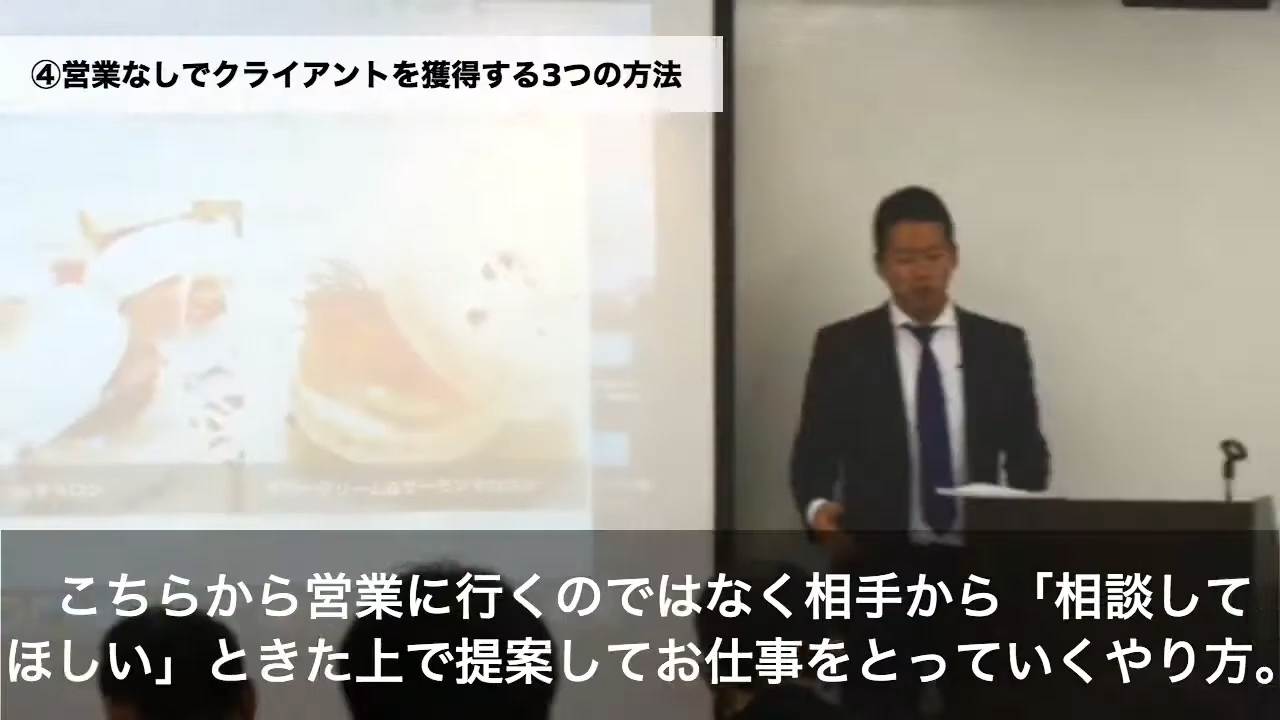 ④営業なしでクライアントを獲得する3つの方法
こちらから営業に行くのではなく相手から「相談して
ほしい」ときた上で提案してお仕事をとっていくやり方。